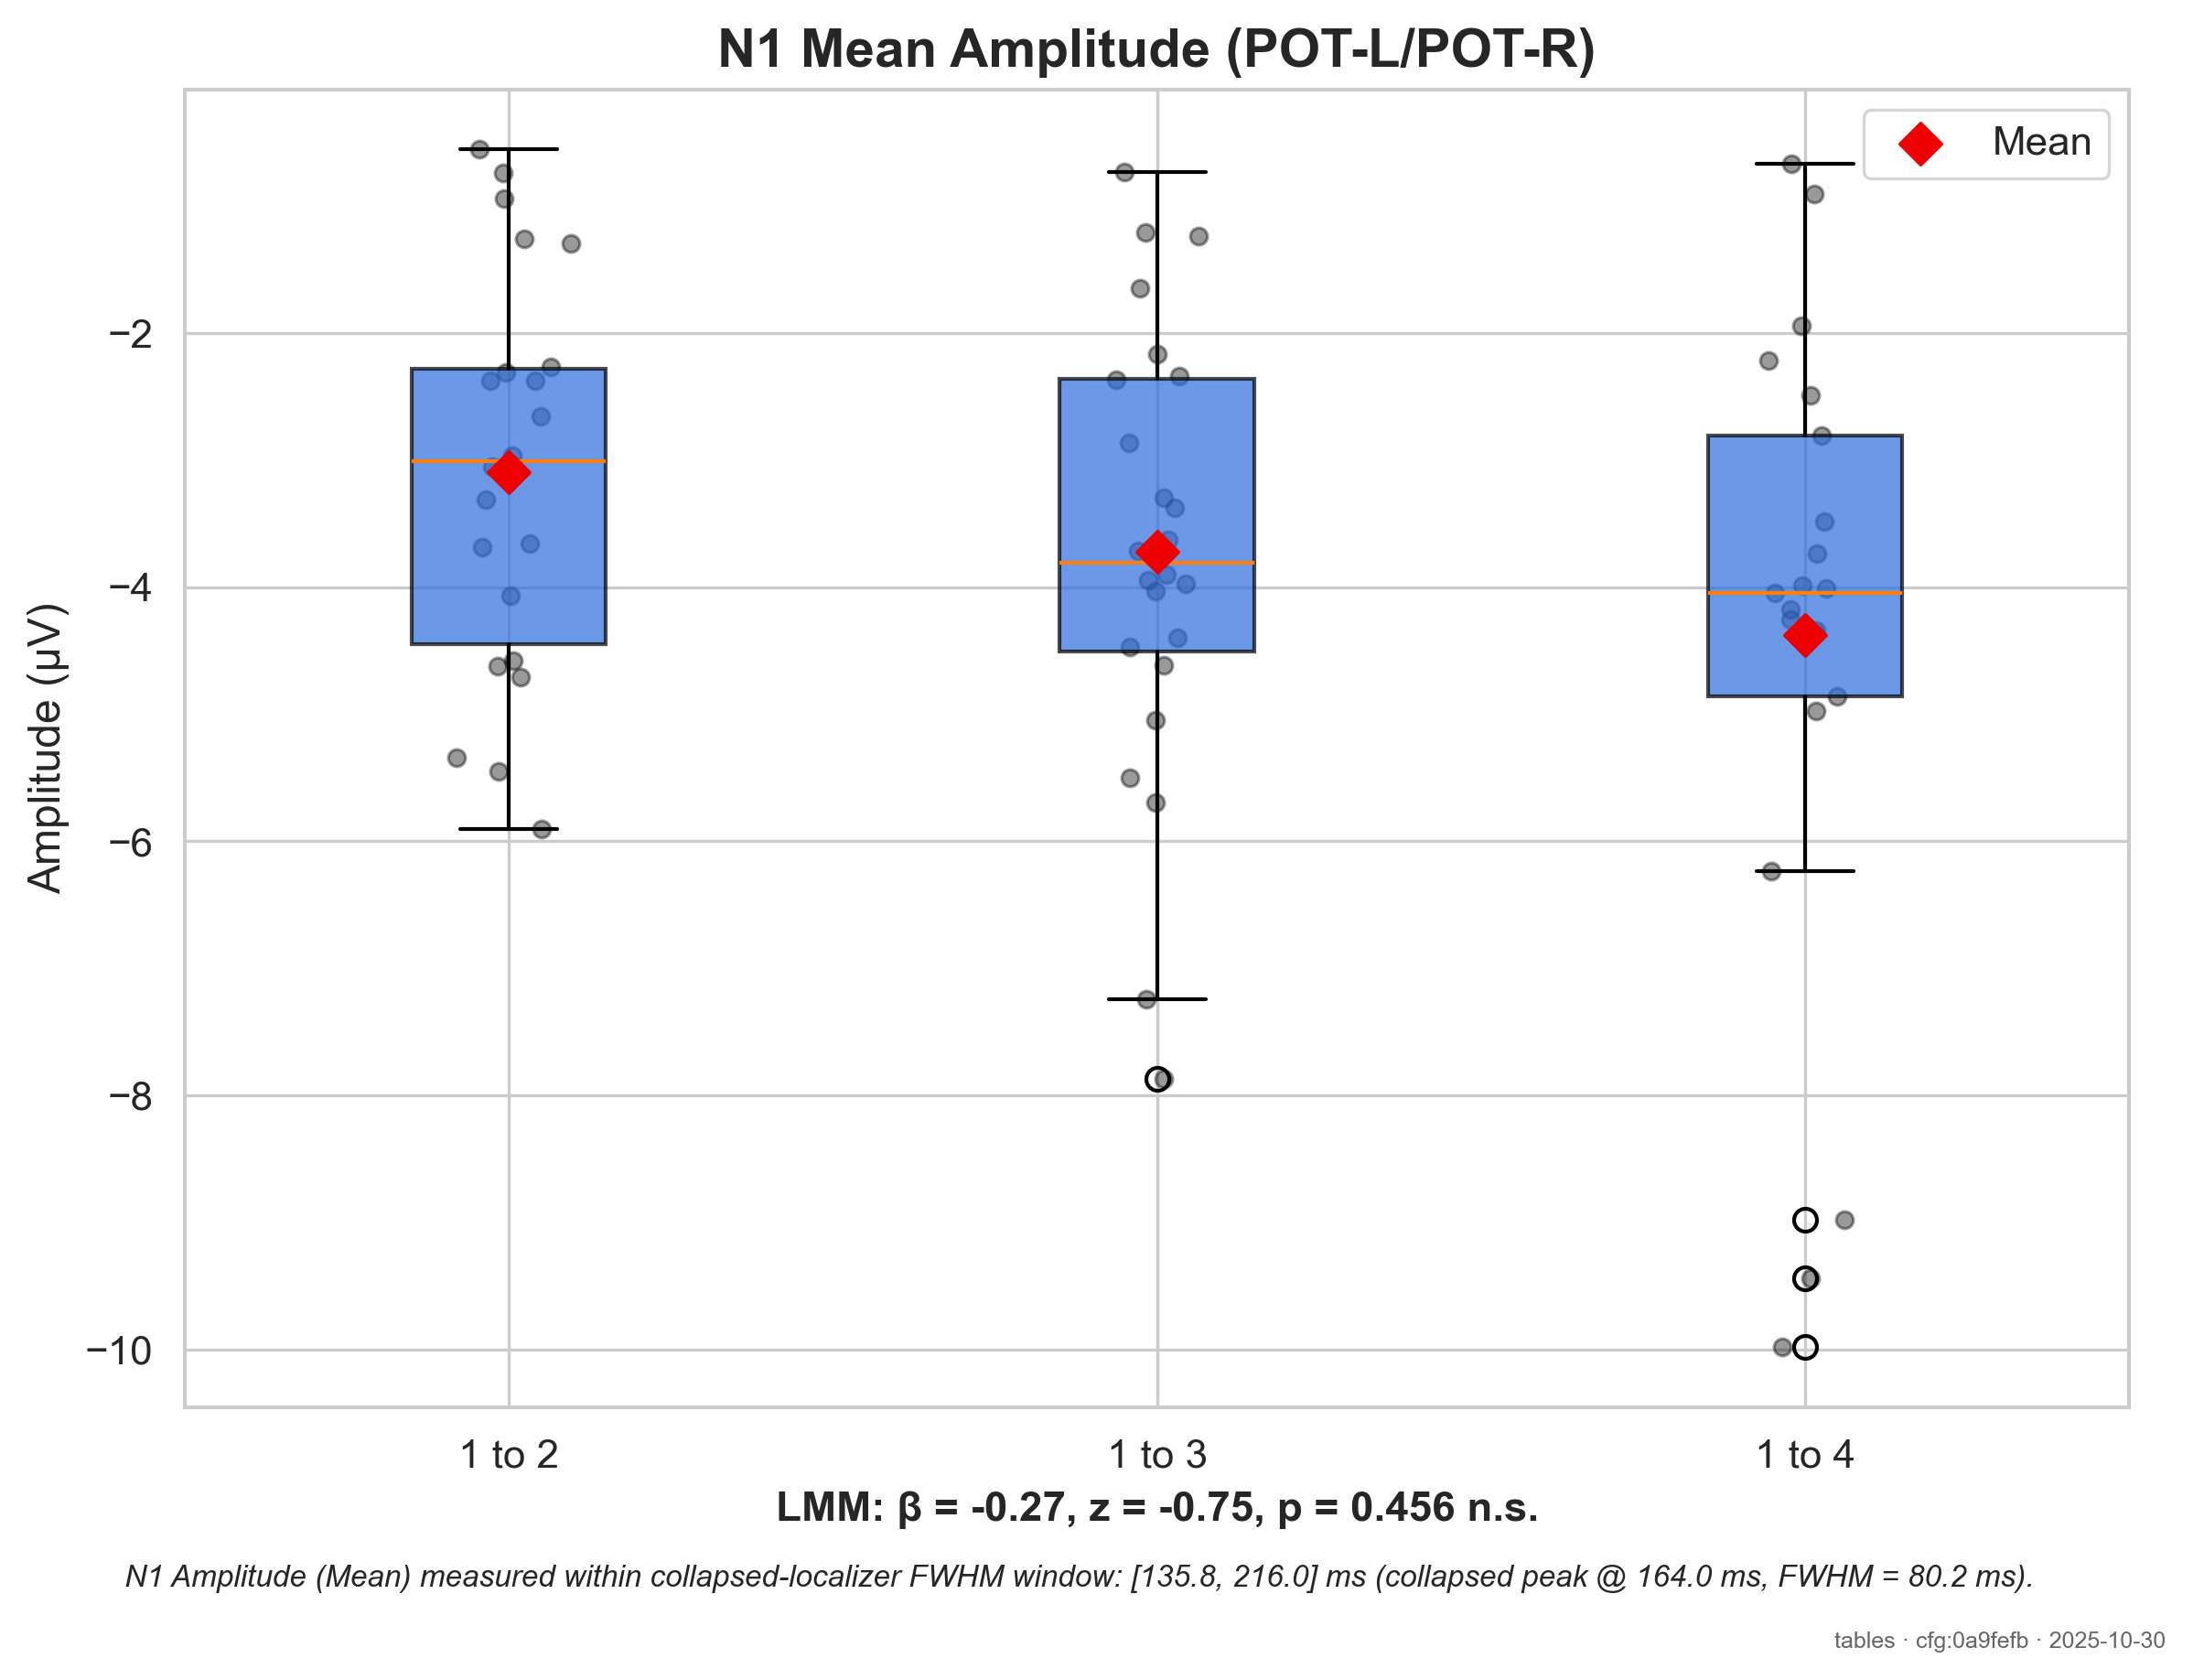 N1 Mean Amplitude (POT-L/POT-R)
Mean
Amplitude (µV)
−2
−4
−6
−8
−10
1 to 2
1 to 3
1 to 4
LMM: β = -0.27, z = -0.75, p = 0.456 n.s.
N1 Amplitude (Mean) measured within collapsed-localizer FWHM window: [135.8, 216.0] ms (collapsed peak @ 164.0 ms, FWHM = 80.2 ms).
tables · cfg:0a9fefb · 2025-10-30